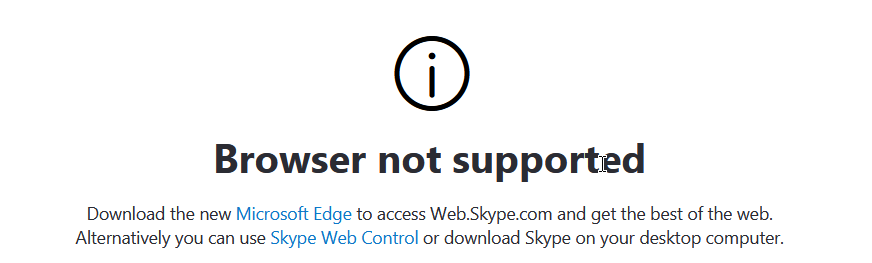 Browser not supported
Download the new Microsoft Edge to access Web.Skype.com and get the best of the web.
Alternatively you can use Skype Web Control or download Skype on your desktop computer.